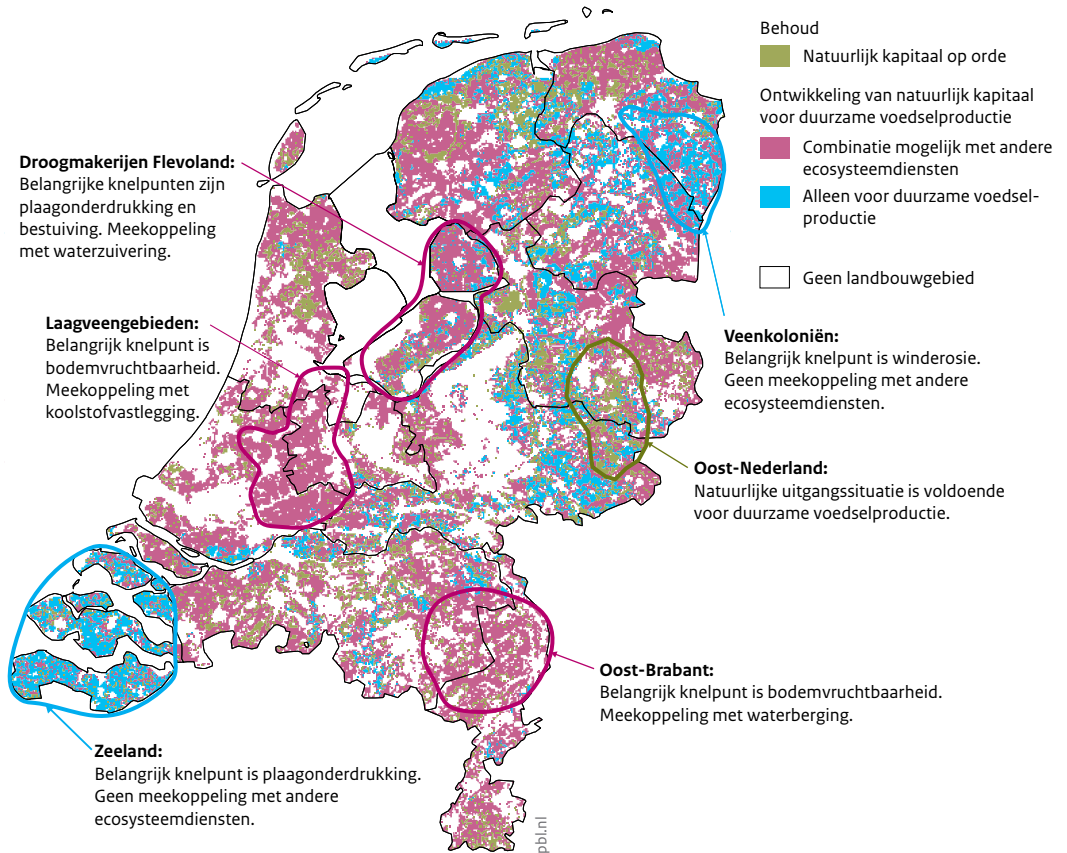 Behoud
Natuurlijk kapitaal op orde
Ontwikkeling van natuurlijk kapitaal
voor duurzame voedselproductie
Combinatie mogelijk met andere
ecosysteemdiensten
Alleen voor duurzame voedsel-
productie
Geen landbouwgebied
Droogmakerijen Flevoland:
Belangrijke knelpunten zijn
plaagonderdrukking en
bestuiving. Meekoppeling
met waterzuivering.
Laagveengebieden:
Belangrijk knelpunt is
bodemvruchtbaarheid.
Meekoppeling met
koolstofvastlegging.
Veenkoloniën:
Belangrijk knelpunt is winderosie.
Geen meekoppeling met andere
ecosysteemdiensten.
Oost-Nederland:
Natuurlijke uitgangssituatie is voldoende
voor duurzame voedselproductie.
Oost-Brabant:
Belangrijk knelpunt is bodemvruchtbaarheid.
Meekoppeling met waterberging.
Zeeland:
Belangrijk knelpunt is plaagonderdrukking.
Geen meekoppeling met andere
ecosysteemdiensten.
pbl.nl